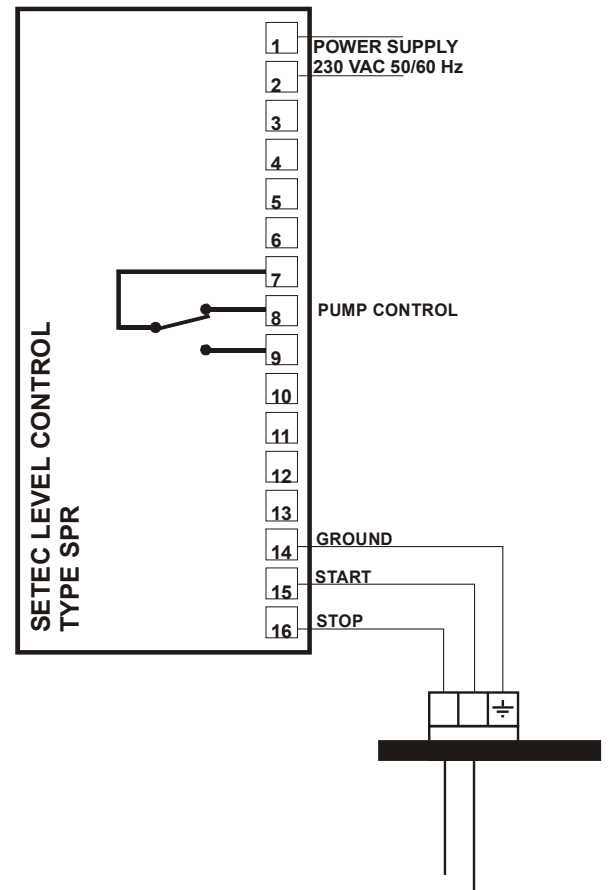 1
POWER SUPPLY
230 VAC 50/60 Hz
2
3
4
5
6
7
8
PUMP CONTROL
9
10
11
12
13
14
GROUND
15
START
16
STOP
SETEC LEVEL CONTROL
TYPE SPR